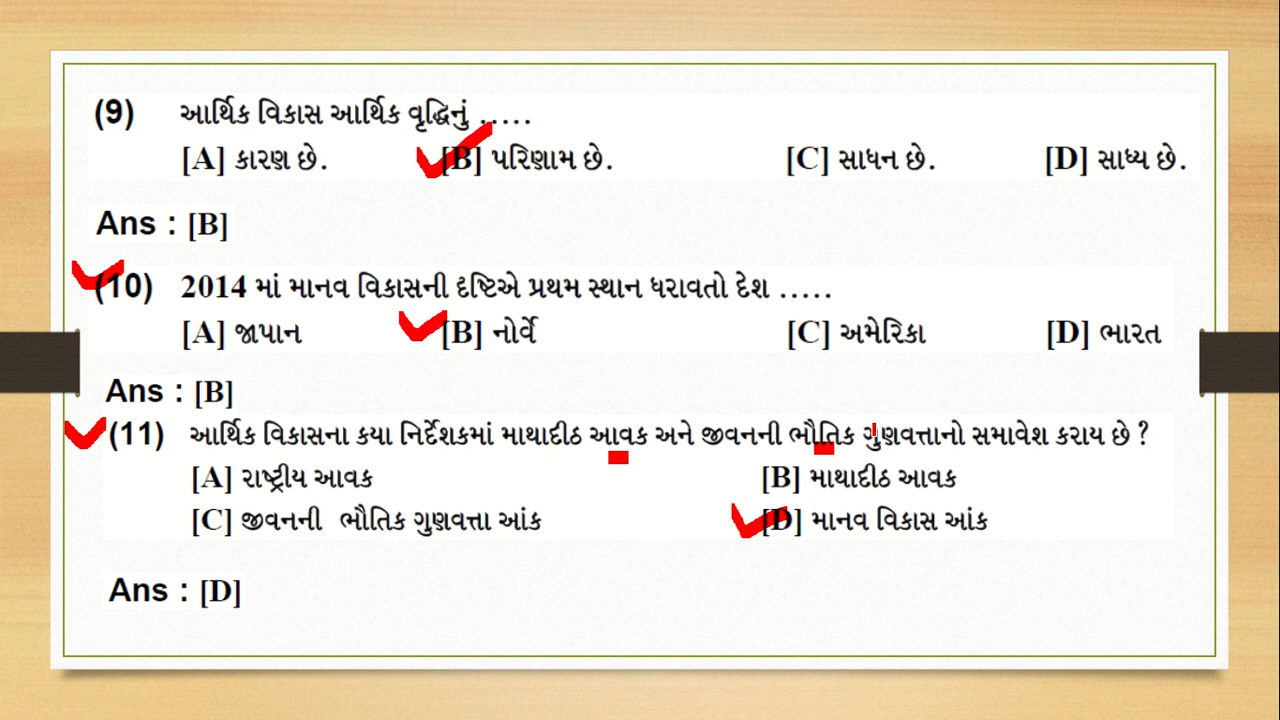 (9) આર્થિક વિકાસ આર્થિક વૃદ્ધિનું .....
[A] કારણ છે. [B] પરિણામ છે. [C] સાધન છે. [D] સાધ્ય છે.
Ans : [B]
(10) 2014 માં માનવ વિકાસની દૃષ્ટિએ પ્રથમ સ્થાન ધરાવતો દેશ .....
[A] જાપાન [B] નોર્વે [C] અમેરિકા [D] ભારત
Ans : [B]
(11) આર્થિક વિકાસના કયા નિર્દેશકમાં માથાદીઠ આવક અને જીવનની ભૌતિક ગુણવત્તાનો સમાવેશ કરાય છે ?
[A] રાષ્ટ્રીય આવક [B] માથાદીઠ આવક
[C] જીવનની ભૌતિક ગુણવત્તા આંક [D] માનવ વિકાસ આંક
Ans : [D]